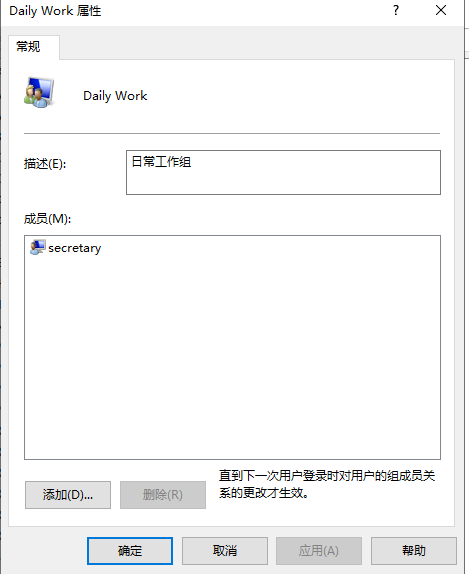 Daily Work 属性
?
常规
Daily Work
描述(E):
日常工作组
成员(M):
secretary
添加(D)...
删除(R)
直到下一次用户登录时对用户的组成员关
系的更改才生效。
确定
取消
应用(A)
帮助